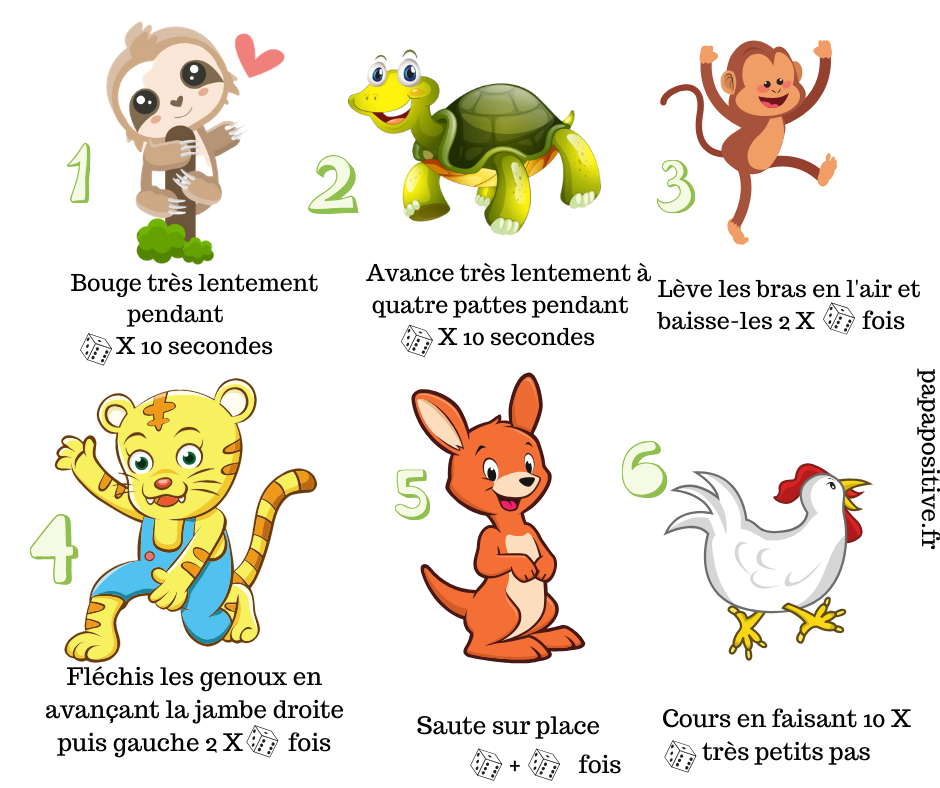 1
Bouge très lentement
pendant
X 10 secondes
2
Avance très lentement à
quatre pattes pendant
X 10 secondes
3
Lève les bras en l'air et
baisse-les 2 X fois
4
Fléchis les genoux en
avançant la jambe droite
puis gauche 2 X fois
5
Saute sur place
+ fois
6
Cours en faisant 10 X
très petits pas
papapositive.fr